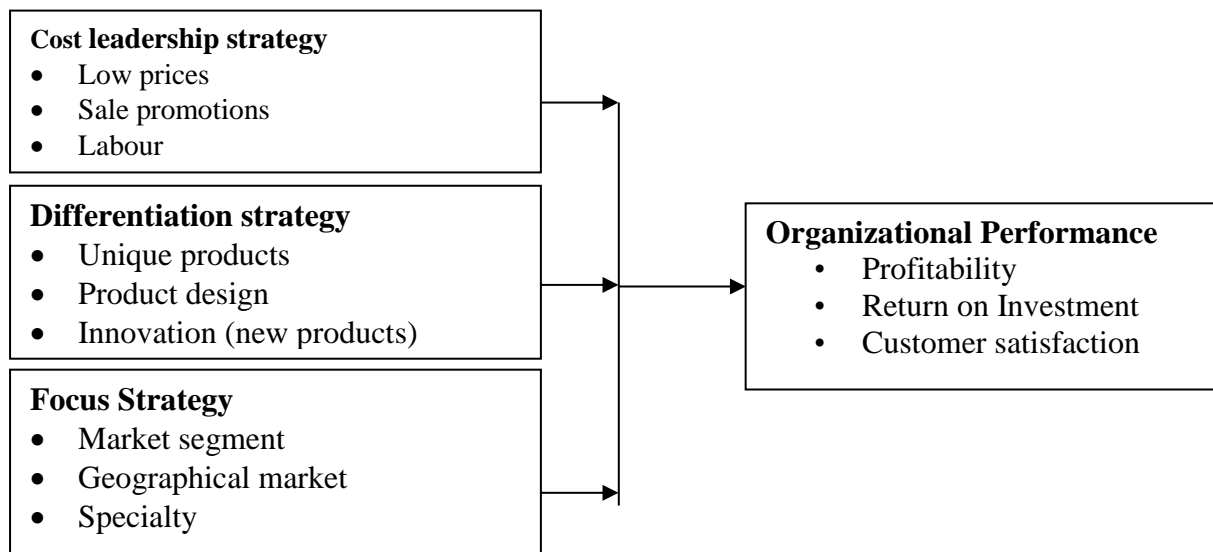 Cost leadership strategy
• Low prices
• Sale promotions
• Labour
Differentiation strategy
• Unique products
• Product design
• Innovation (new products)
Focus Strategy
• Market segment
• Geographical market
• Specialty
Organizational Performance
• Profitability
• Return on Investment
• Customer satisfaction